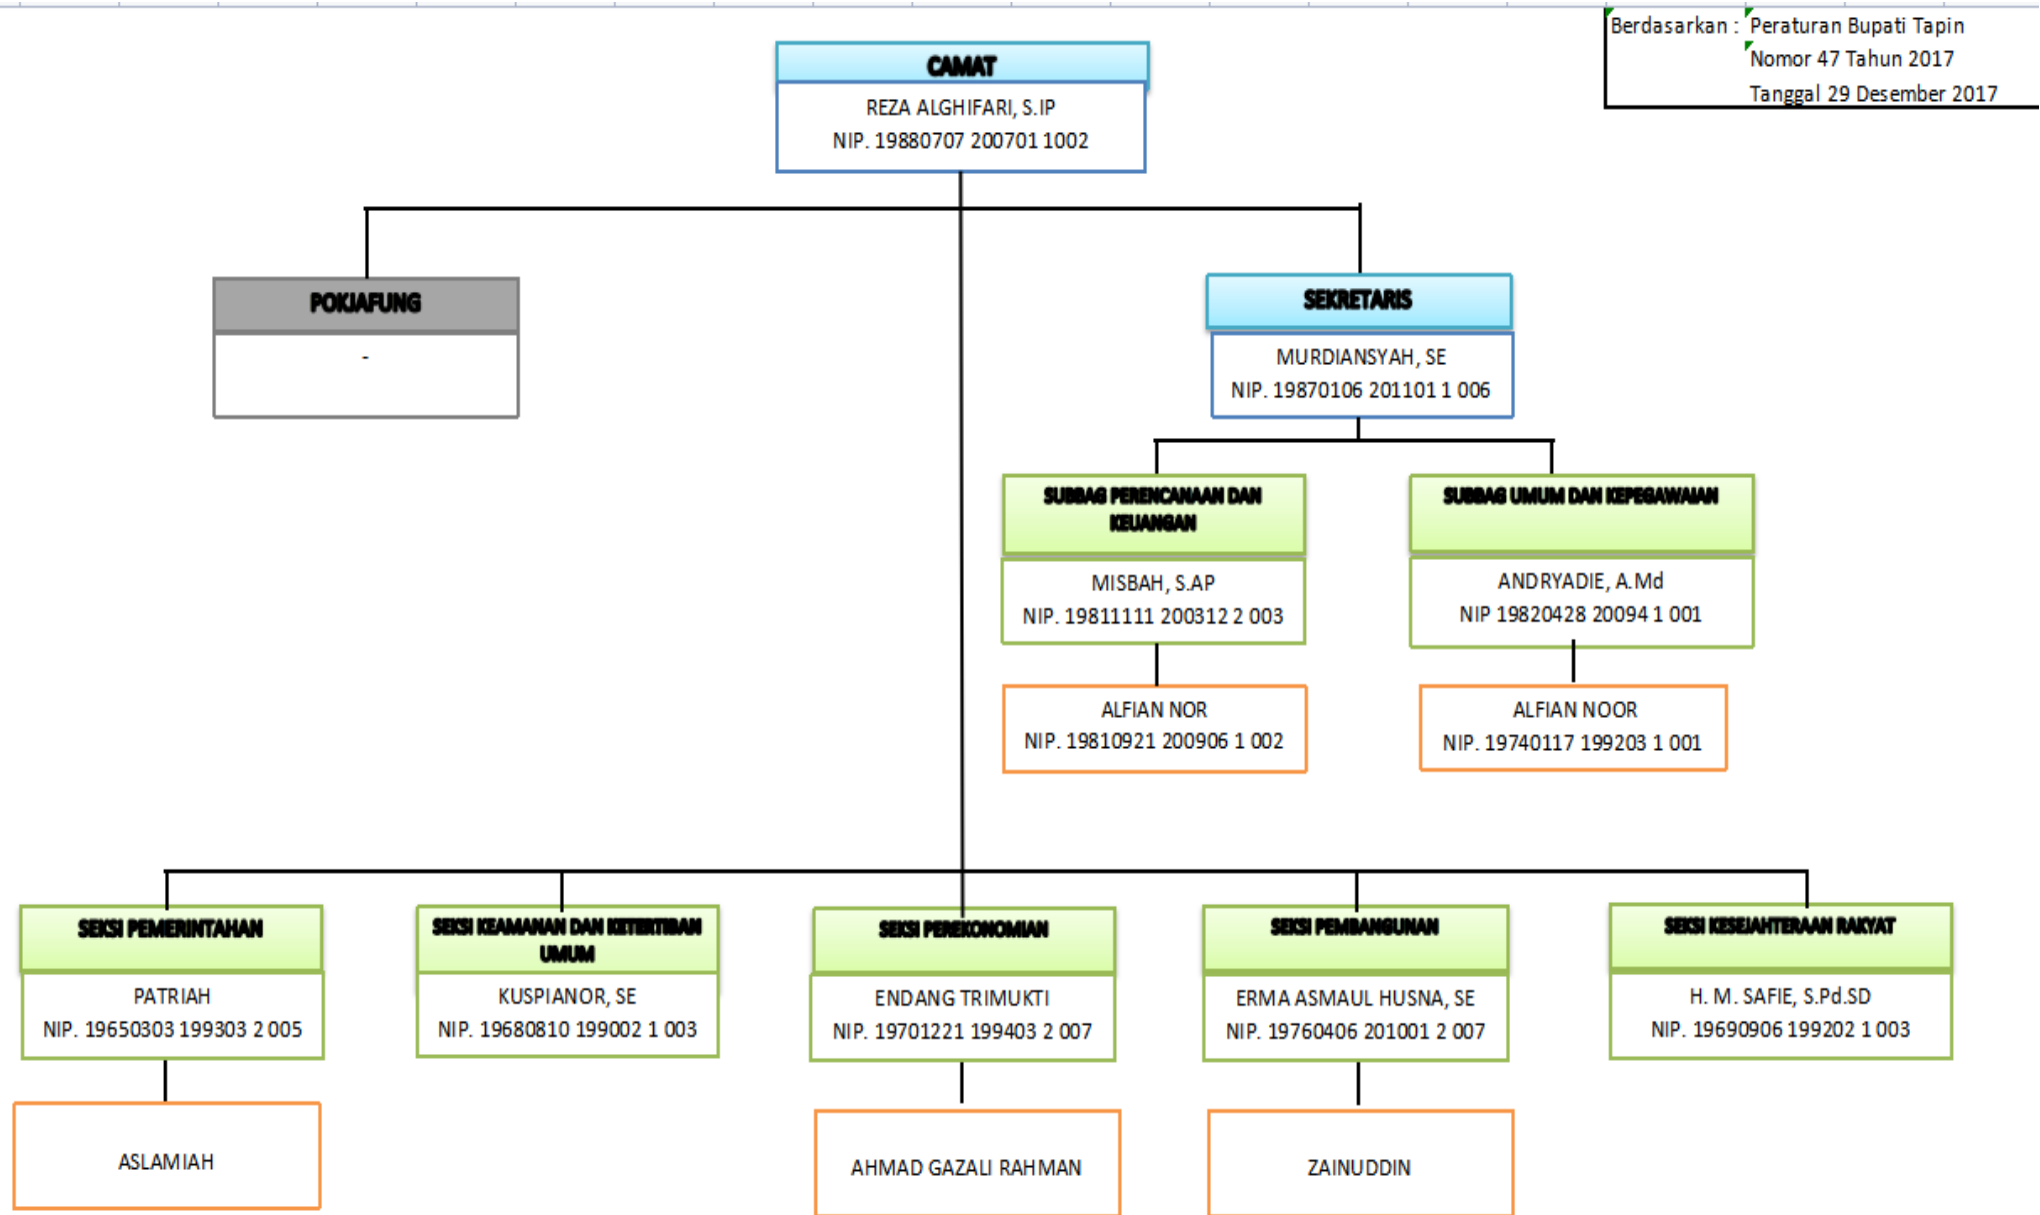 Berdasarkan : Peraturan Bupati Tapin
Nomor 47 Tahun 2017
Tanggal 29 Desember 2017
CAMAT
REZA ALGHIFARI, S.IP
NIP. 19880707 200701 1002
POKJAFUNG
-
SEKRETARIS
MURDIANSYAH, SE
NIP. 19870106 201101 1 006
SUBBAG PERENCANAAN DAN
KEUANGAN
MISBAH, S.AP
NIP. 19811111 200312 2 003
ALFIAN NOR
NIP. 19810921 200906 1 002
SUBBAG UMUM DAN KEPEGAWAIAN
ANDRYADIE, A.Md
NIP 19820428 20094 1 001
ALFIAN NOOR
NIP. 19740117 199203 1 001
SEKSI PEMERINTAHAN
PATRIAH
NIP. 19650303 199303 2 005
ASLAMIAH
SEKSI KEAMANAN DAN KETERTIBAN
UMUM
KUSPIANOR, SE
NIP. 19680810 199002 1 003
SEKSI PEREKONOMIAN
ENDANG TRIMUKTI
NIP. 19701221 199403 2 007
AHMAD GAZALI RAHMAN
SEKSI PEMBANGUNAN
ERMA ASMAUL HUSNA, SE
NIP. 19760406 201001 2 007
ZAINUDDIN
SEKSI KESEJAHTERAAN RAKYAT
H. M. SAFIE, S.Pd.SD
NIP. 19690906 199202 1 003